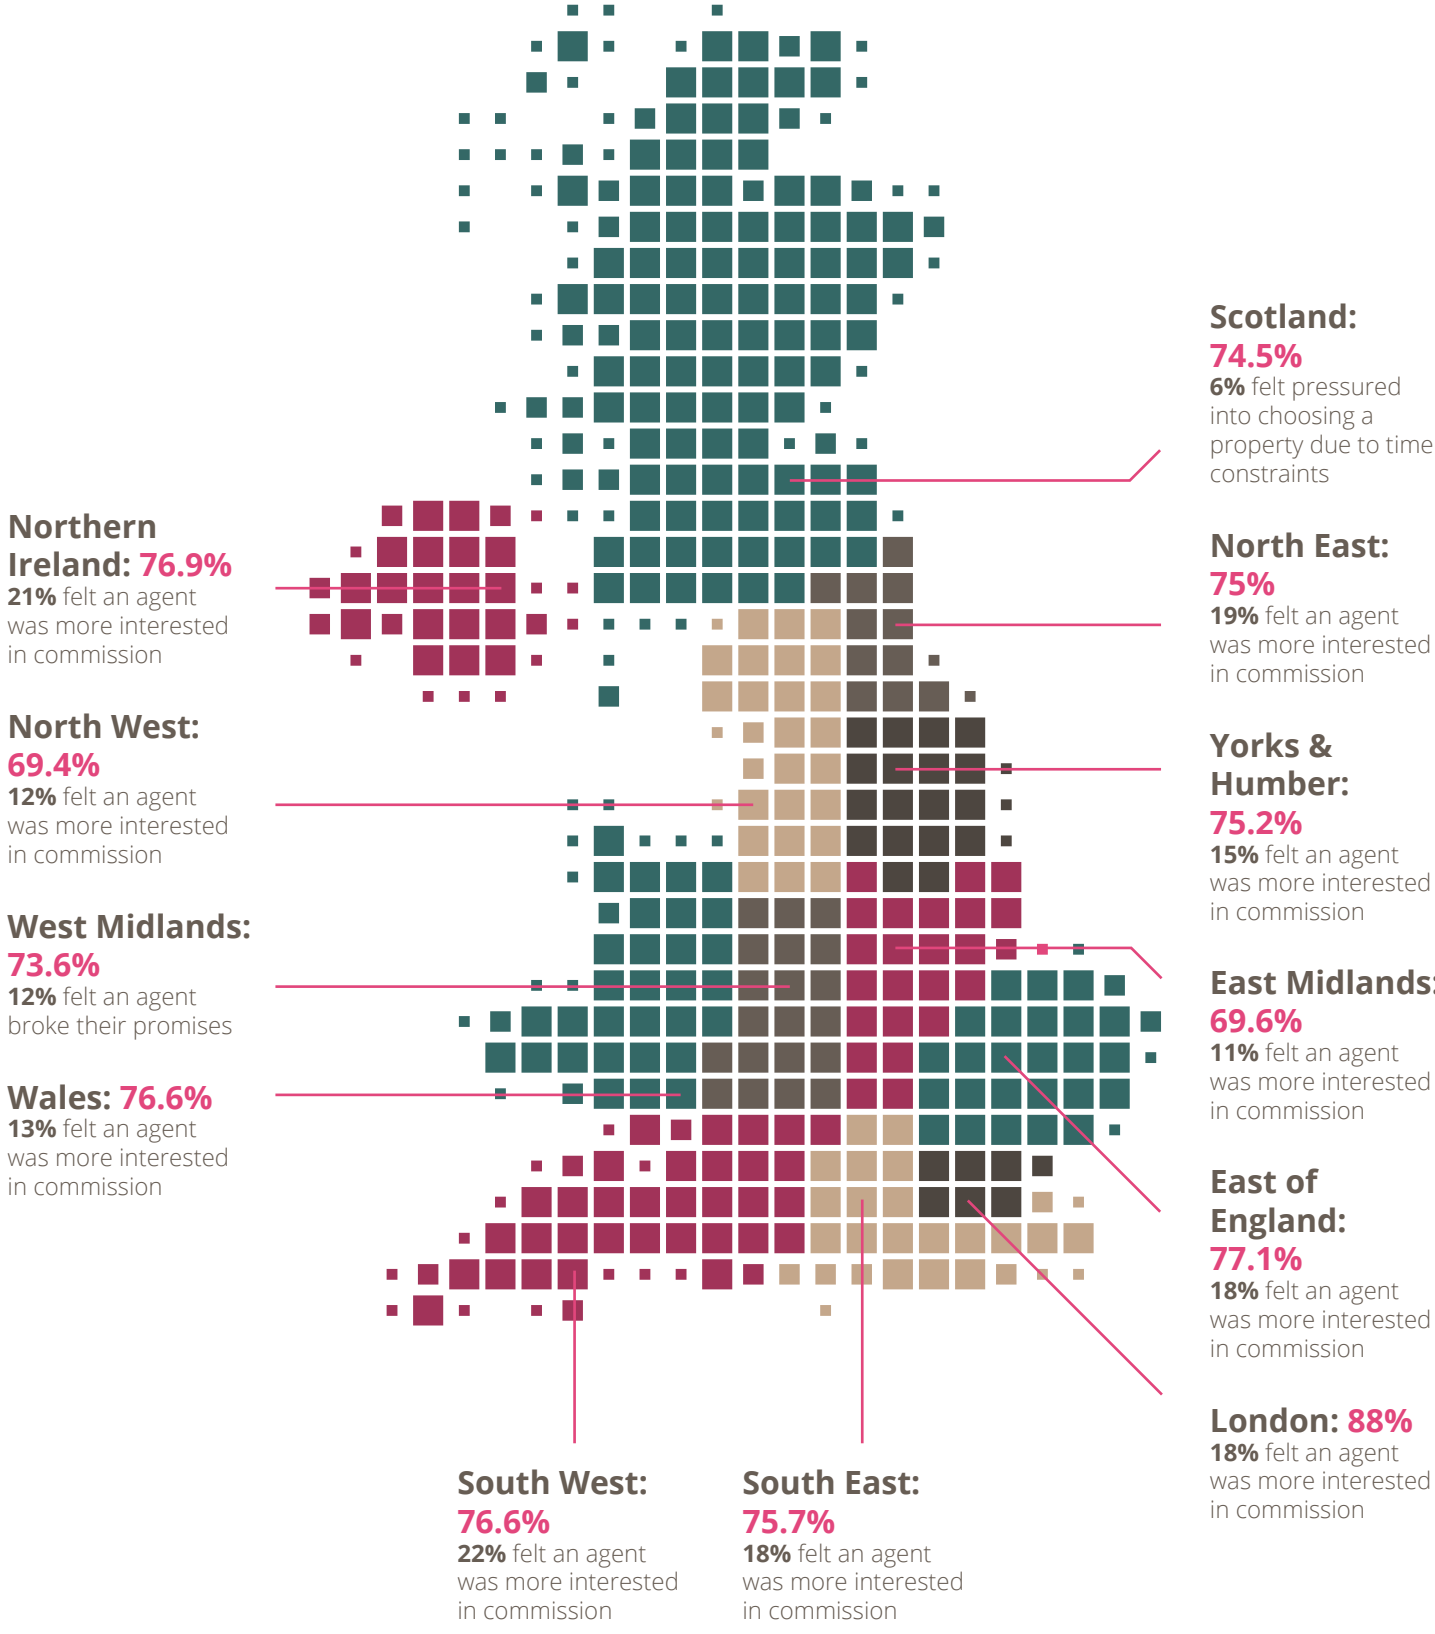 Scotland:
74.5%
6% felt pressured
into choosing a
property due to time
constraints
Northern
Ireland: 76.9%
21% felt an agent
was more interested
in commission
North East:
75%
19% felt an agent
was more interested
in commission
North West:
69.4%
12% felt an agent
was more interested
in commission
Yorks &
Humber:
75.2%
15% felt an agent
was more interested
in commission
West Midlands:
73.6%
12% felt an agent
broke their promises
East Midlands:
69.6%
11% felt an agent
was more interested
in commission
Wales: 76.6%
13% felt an agent
was more interested
in commission
East of
England:
77.1%
18% felt an agent
was more interested
in commission
London: 88%
18% felt an agent
was more interested
in commission
South West:
76.6%
22% felt an agent
was more interested
in commission
South East:
75.7%
18% felt an agent
was more interested
in commission